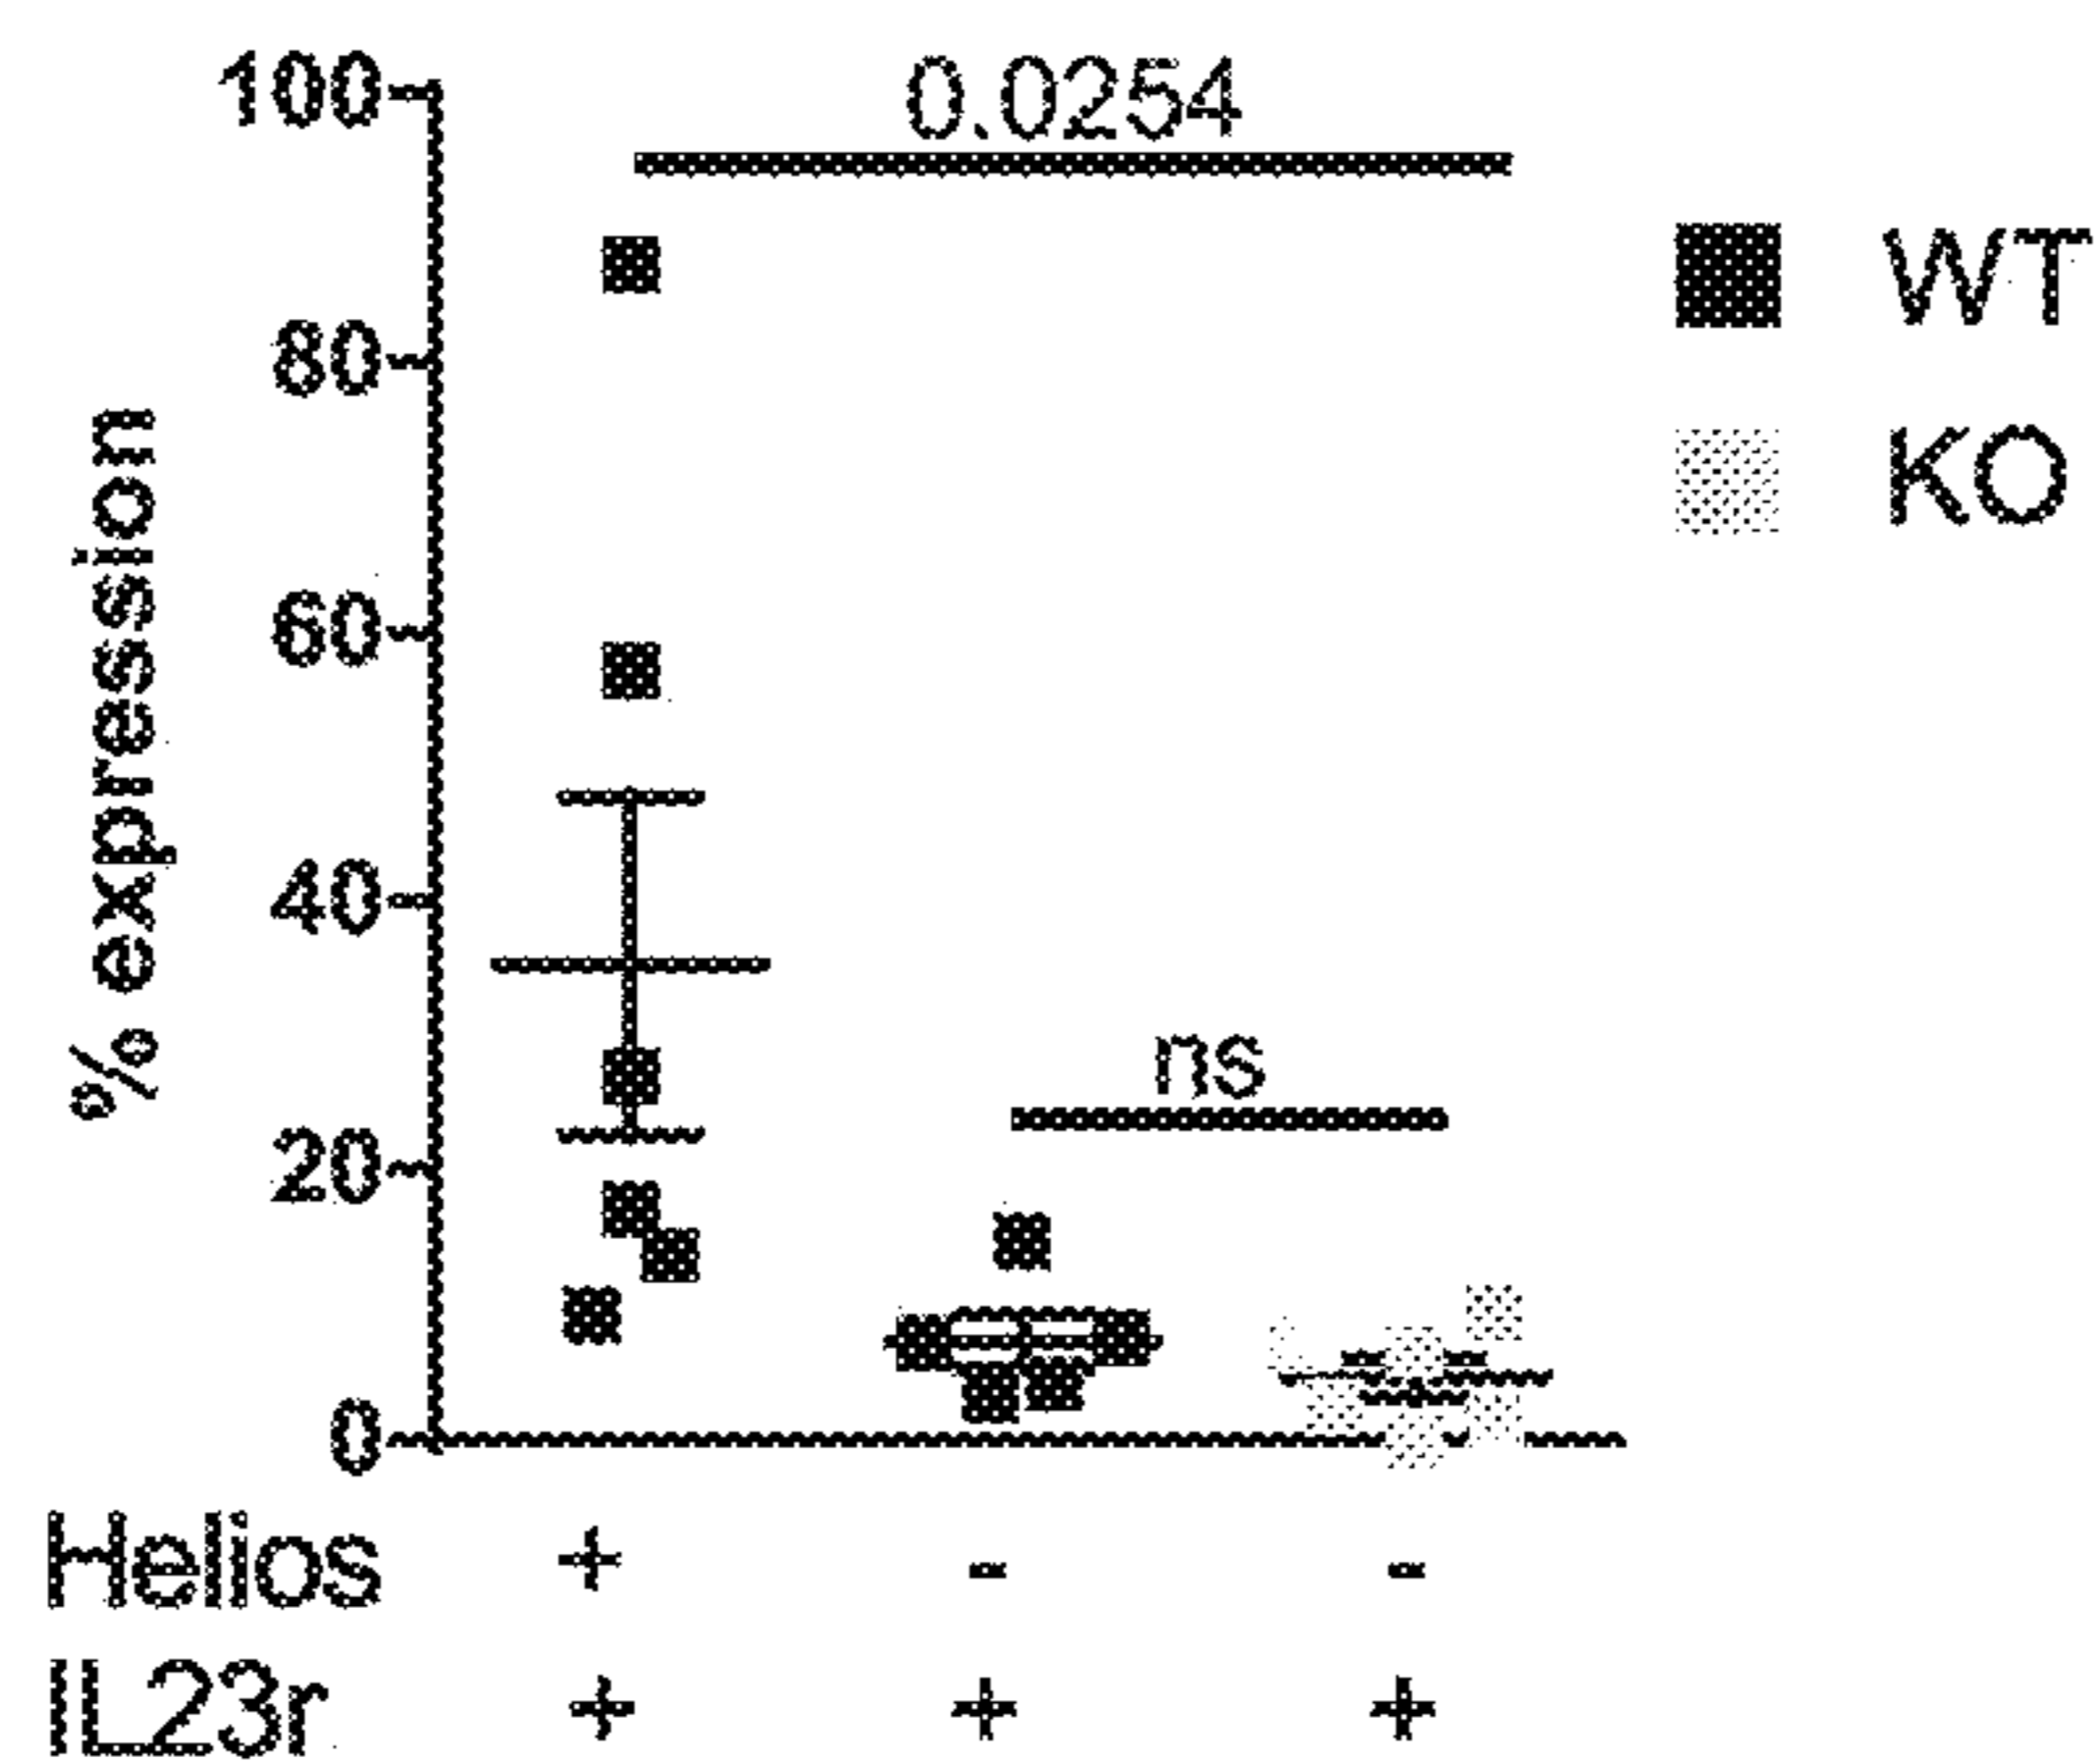 100
0.0254
WT
80
KO
60
% expression
40
ns
20
0
Helios + - -
IL23r + + +